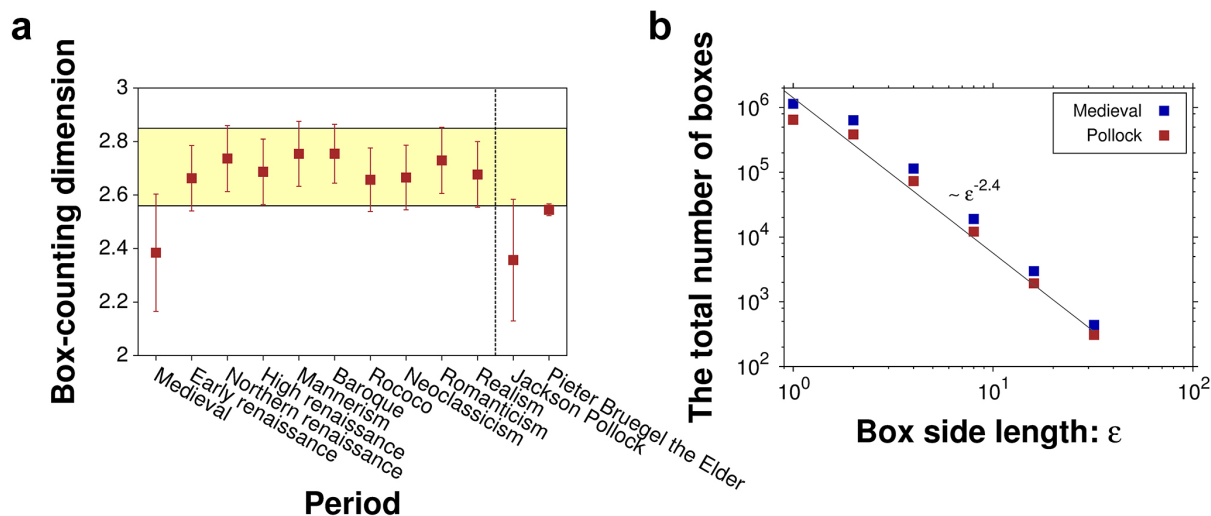 a
Box-counting dimension
3
2.8
2.6
2.4
2.2
2
Medieval
Early renaissance
Northern renaissance
High renaissance
Mannerism
Baroque
Rococo
Neoclassicism
Romanticism
Realism
Jackson Pollock
Pieter Bruegel the Elder
Period
b
The total number of boxes
10^6
10^5
10^4
10^3
10^2
Medieval
Pollock
~ ε^-2.4
10^0
10^1
10^2
Box side length: ε